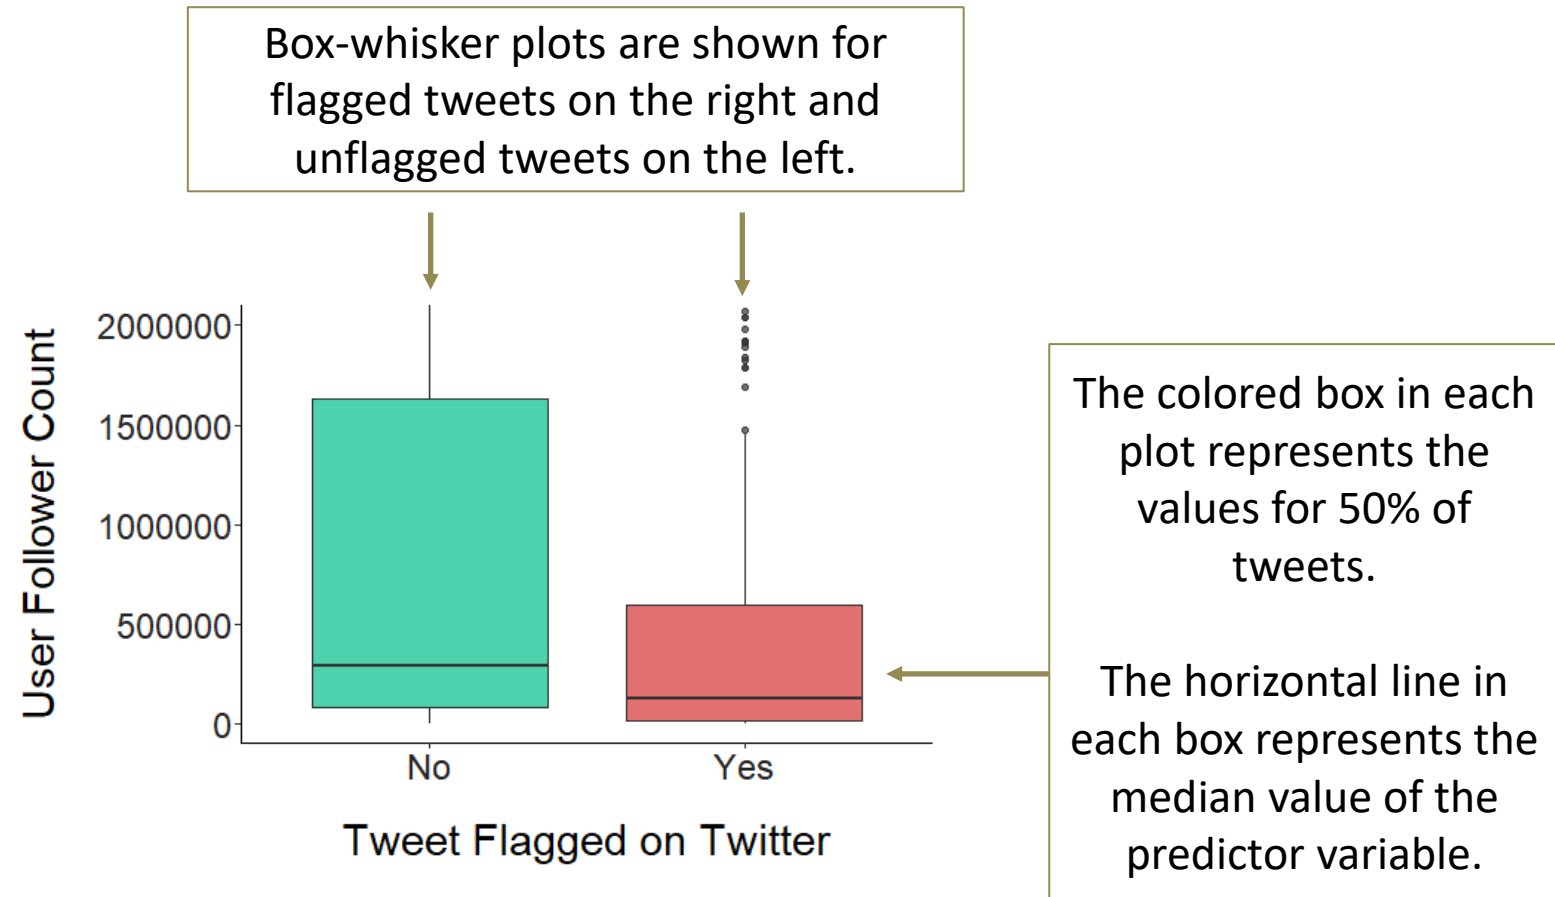 Box-whisker plots are shown for
flagged tweets on the right and
unflagged tweets on the left.
User Follower Count
2000000
1500000
1000000
500000
0
No
Yes
Tweet Flagged on Twitter
The colored box in each
plot represents the
values for 50% of
tweets.
The horizontal line in
each box represents the
median value of the
predictor variable.